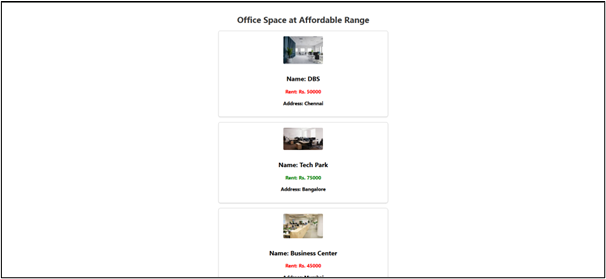 Office Space at Affordable Range
Name: DBS
Rent: Rs. 50000
Address: Chennai
Name: Tech Park
Rent: Rs. 75000
Address: Bangalore
Name: Business Center
Rent: Rs. 45000